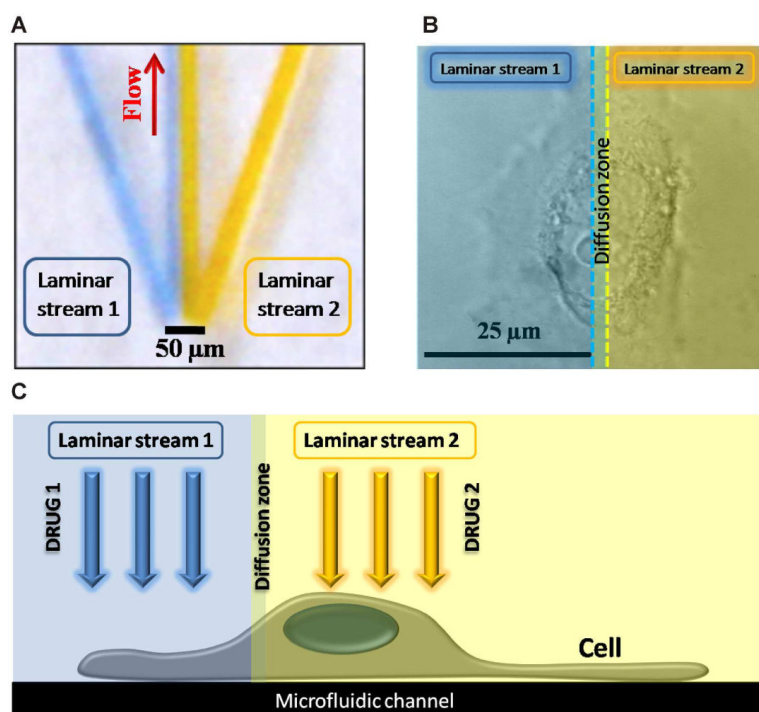 A
Flow
Laminar
stream 1
Laminar
stream 2
50 µm
B
Laminar stream 1
Laminar stream 2
Diffusion zone
25 µm
C
Laminar stream 1
Laminar stream 2
DRUG 1
Diffusion zone
DRUG 2
Cell
Microfluidic channel